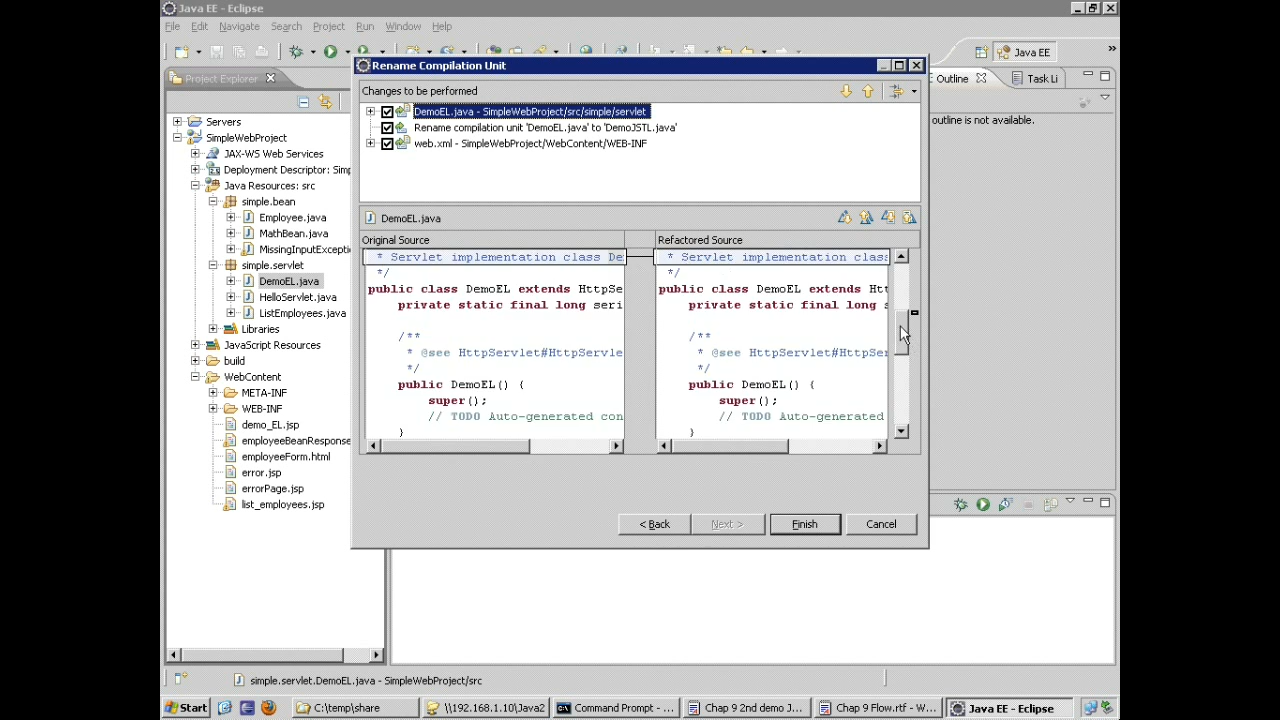 Java EE - Eclipse
File Edit Navigate Search Project Run Window Help
Java EE
Project Explorer
Servers
SimpleWebProject
JAX-WS Web Services
Deployment Descriptor: Simp
Java Resources: src
simple.bean
Employee.java
MathBean.java
MissingInputExceptio
simple.servlet
DemoEL.java
HelloServlet.java
ListEmployees.java
Libraries
JavaScript Resources
build
WebContent
META-INF
WEB-INF
demo_EL.jsp
employeeBeanResponse
employeeForm.html
error.jsp
errorPage.jsp
list_employees.jsp
Rename Compilation Unit
Changes to be performed
DemoEL.java - SimpleWebProject/src/simple/servlet
Rename compilation unit 'DemoEL.java' to 'DemoJSTL.java'
web.xml - SimpleWebProject/WebContent/WEB-INF
DemoEL.java
Original Source
* Servlet implementation class De
*/
public class DemoEL extends HttpSe
private static final long seri
/**
* @see HttpServlet#HttpServle
*/
public DemoEL() {
super();
// TODO Auto-generated con
}
Refactored Source
* Servlet implementation class
*/
public class DemoEL extends Htt
private static final long s
/**
* @see HttpServlet#HttpSer
*/
public DemoEL() {
super();
// TODO Auto-generated
}
< Back Next > Finish Cancel
Outline Task Li
outline is not available.
simple.servlet.DemoEL.java - SimpleWebProject/src
Start C:\temp\share \\192.168.1.10\Java2 Command Prompt - ... Chap 9 2nd demo J... Chap 9 Flow.rtf - W... Java EE - Eclipse